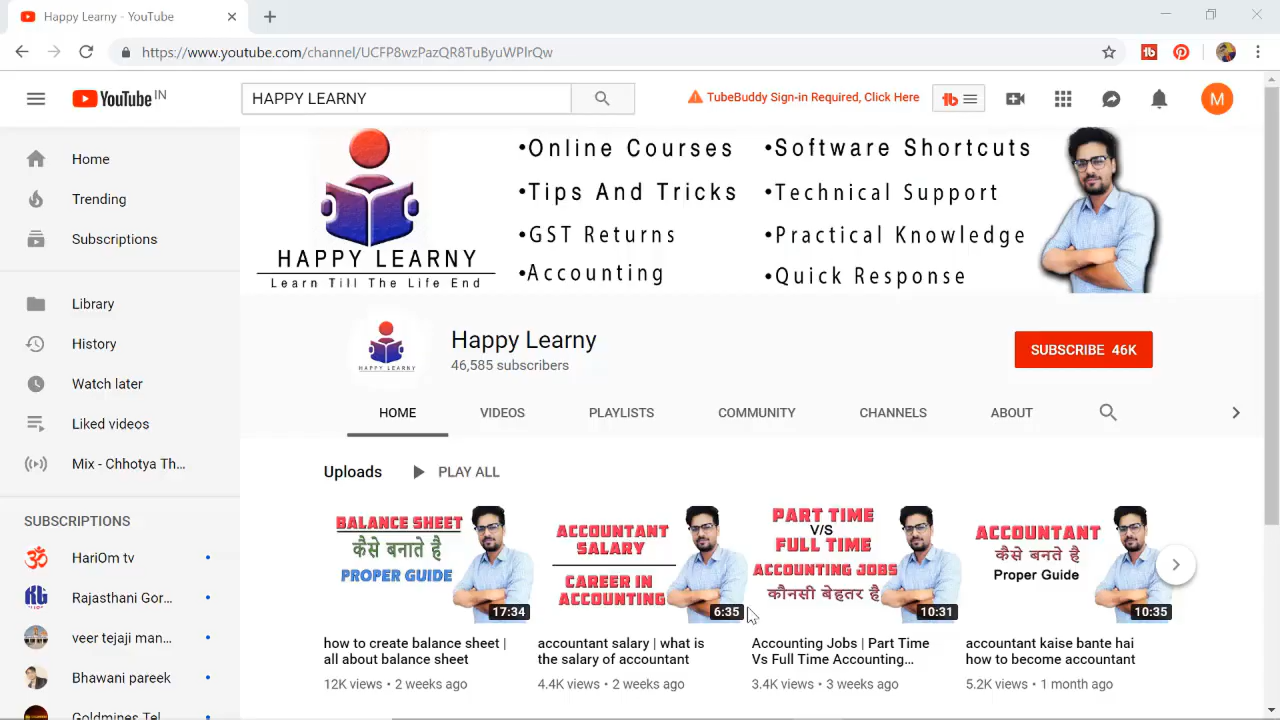 Happy Learny - YouTube
https://www.youtube.com/channel/UCFP8wzPazQR8TuByuWPlrQw
YouTube IN
HAPPY LEARNY
TubeBuddy Sign-in Required, Click Here
tb
M
Home
Trending
Subscriptions
Library
History
Watch later
Liked videos
Mix - Chhotya Th...
SUBSCRIPTIONS
HariOm tv
Rajasthani Gor...
veer tejaji man...
Bhawani pareek
Goldmines Tel
HAPPY LEARNY
Learn Till The Life End
•Online Courses
•Tips And Tricks
•GST Returns
•Accounting
•Software Shortcuts
•Technical Support
•Practical Knowledge
•Quick Response
HAPPY LEARNY
Happy Learny
46,585 subscribers
SUBSCRIBE 46K
HOME VIDEOS PLAYLISTS COMMUNITY CHANNELS ABOUT
Uploads PLAY ALL
BALANCE SHEET
कैसे बनाते है
PROPER GUIDE
17:34
how to create balance sheet |
all about balance sheet
12K views • 2 weeks ago
ACCOUNTANT
SALARY
CAREER IN
ACCOUNTING
6:35
accountant salary | what is
the salary of accountant
4.4K views • 2 weeks ago
PART TIME
V/S
FULL TIME
ACCOUNTING JOBS
कौनसी बेहतर है
10:31
Accounting Jobs | Part Time
Vs Full Time Accounting...
3.4K views • 3 weeks ago
ACCOUNTANT
कैसे बनते है
Proper Guide
10:35
accountant kaise bante hai
how to become accountant
5.2K views • 1 month ago